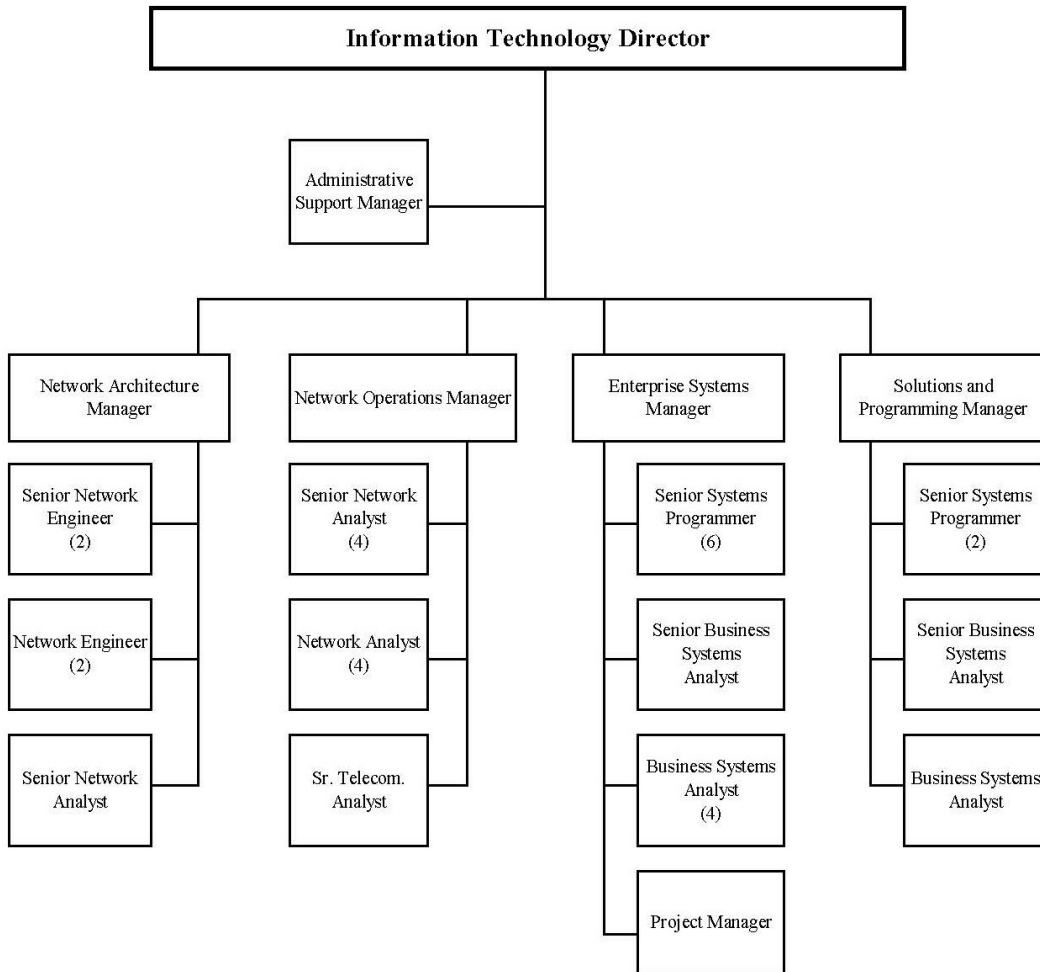 Information Technology Director
Administrative
Support Manager
Network Architecture
Manager
Network Operations Manager
Enterprise Systems
Manager
Solutions and
Programming Manager
Senior Network
Engineer
(2)
Senior Network
Analyst
(4)
Senior Systems
Programmer
(6)
Senior Systems
Programmer
(2)
Network Engineer
(2)
Network Analyst
(4)
Senior Business
Systems
Analyst
Senior Business
Systems
Analyst
Senior Network
Analyst
Sr. Telecom.
Analyst
Business Systems
Analyst
(4)
Business Systems
Analyst
Project Manager